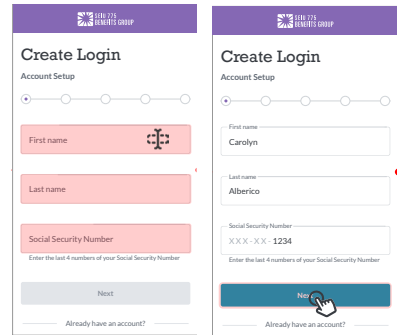 SEIU 775
BENEFITS GROUP
Create Login
Account Setup
First name
Last name
Social Security Number
Enter the last 4 numbers of your Social Security Number
Next
Already have an account?
SEIU 775
BENEFITS GROUP
Create Login
Account Setup
First name
Carolyn
Last name
Alberico
Social Security Number
XXX-XX-1234
Enter the last 4 numbers of your Social Security Number
Next
Already have an account?